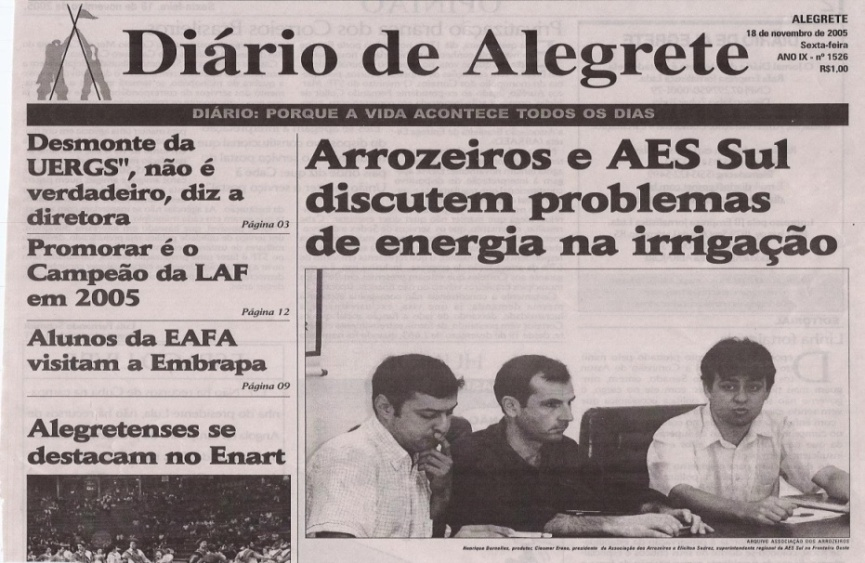 Diário de Alegrete
ALEGRETE
18 de novembro de 2005
Sexta-feira
ANO IX - nº 1526
R$1,00
DIÁRIO: PORQUE A VIDA ACONTECE TODOS OS DIAS
Desmonte da
UERGS", não é
verdadeiro, diz a
diretora
Página 03
Promorar é o
Campeão da LAF
em 2005
Página 12
Alunos da EAFA
visitam a Embrapa
Página 09
Alegretenses se
destacam no Enart
Arrozeiros e AES Sul
discutem problemas
de energia na irrigação
ARQUIVO ASSOCIAÇÃO DOS ARROZEIROS
Henrique Dornelles, produtor, presidente da Associação dos Arrozeiros e superintendente regional da AES Sul na Fronteira Oeste